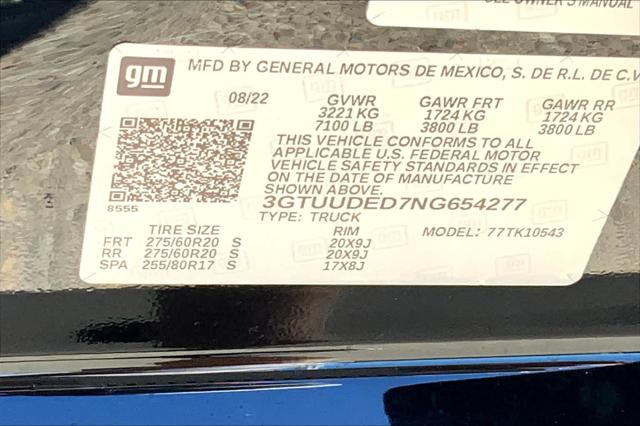 SEE OWNER'S MANUAL
gm
MFD BY GENERAL MOTORS DE MEXICO, S. DE R.L. DE C.V
08/22 GVWR GAWR FRT GAWR RR
3221 KG 1724 KG 1724 KG
7100 LB 3800 LB 3800 LB
THIS VEHICLE CONFORMS TO ALL
APPLICABLE U.S. FEDERAL MOTOR
VEHICLE SAFETY STANDARDS IN EFFECT
ON THE DATE OF MANUFACTURE
SHOWN ABOVE.
8555
3GTUUDED7NG654277
TYPE: TRUCK MODEL: 77TK10543
TIRE SIZE RIM
FRT 275/60R20 S 20X9J
RR 275/60R20 S 20X9J
SPA 255/80R17 S 17X8J